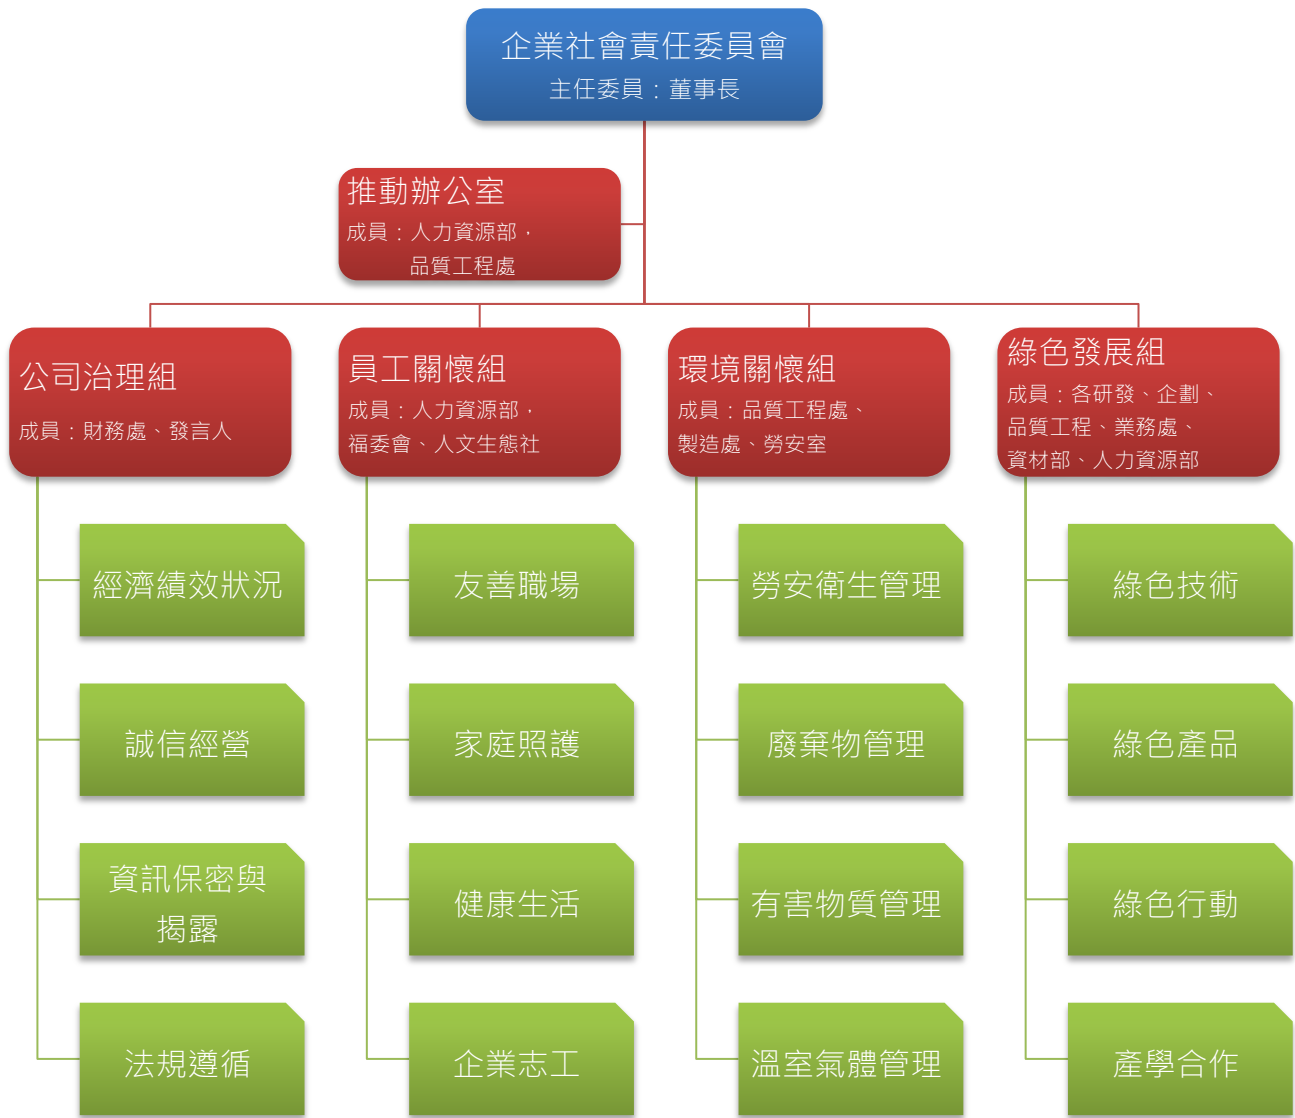 企業社會責任委員會
主任委員：董事長
推動辦公室
成員：人力資源部，
品質工程處
公司治理組
成員：財務處、發言人
員工關懷組
成員：人力資源部，
福委會、人文生態社
環境關懷組
成員：品質工程處、
製造處、勞安室
綠色發展組
成員：各研發、企劃、
品質工程、業務處、
資材部、人力資源部
經濟績效狀況
誠信經營
資訊保密與
揭露
法規遵循
友善職場
家庭照護
健康生活
企業志工
勞安衛生管理
廢棄物管理
有害物質管理
溫室氣體管理
綠色技術
綠色產品
綠色行動
產學合作